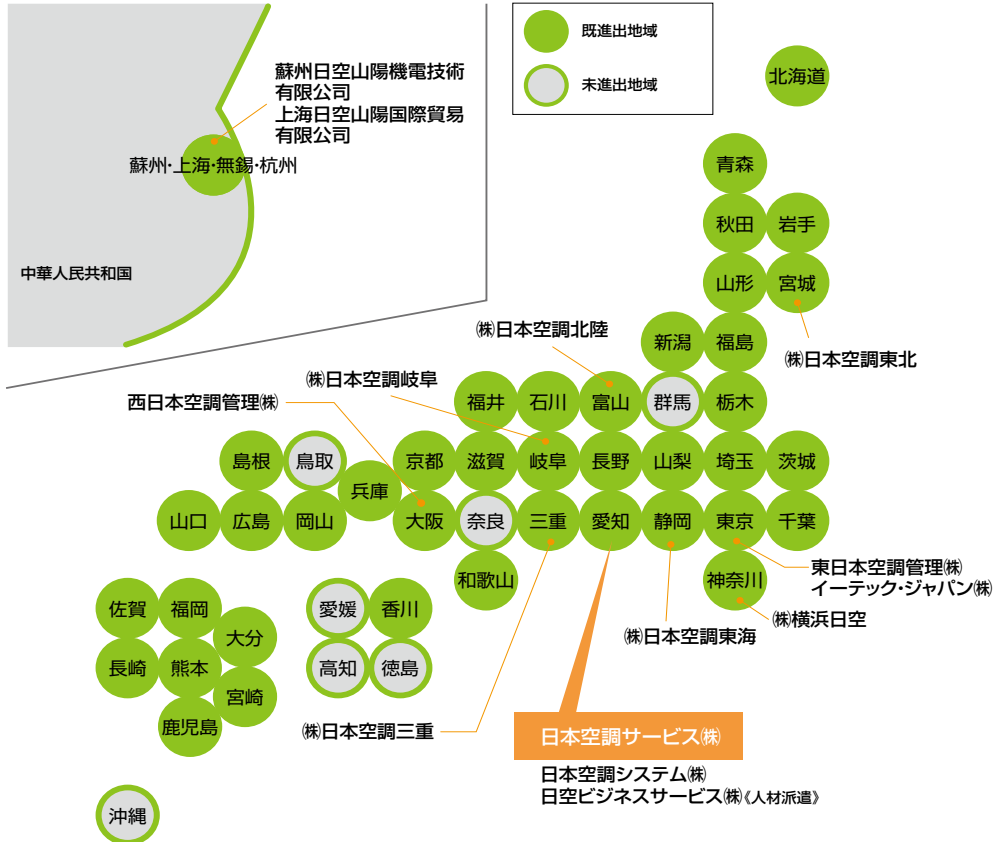 既進出地域
未進出地域
蘇州日空山陽機電技術
有限公司
上海日空山陽国際貿易
有限公司
蘇州・上海・無錫・杭州
中華人民共和国
北海道
青森
秋田
岩手
山形
宮城
㈱日本空調東北
新潟
福島
㈱日本空調北陸
㈱日本空調岐阜
西日本空調管理㈱
福井
石川
富山
群馬
栃木
島根
鳥取
京都
滋賀
岐阜
長野
山梨
埼玉
茨城
兵庫
山口
広島
岡山
大阪
奈良
三重
愛知
静岡
東京
千葉
和歌山
神奈川
東日本空調管理㈱
イーテック・ジャパン㈱
㈱横浜日空
㈱日本空調東海
佐賀
福岡
大分
愛媛
香川
長崎
熊本
宮崎
高知
徳島
鹿児島
㈱日本空調三重
日本空調サービス㈱
日本空調システム㈱
日空ビジネスサービス㈱《人材派遣》
沖縄